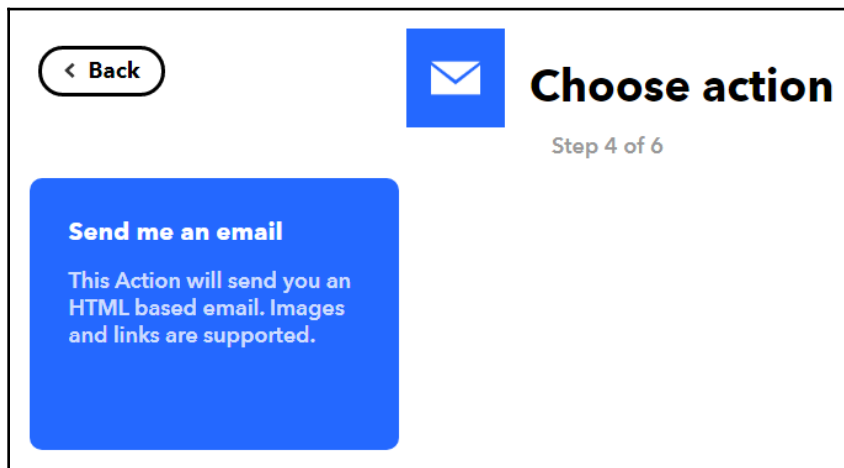 Back
Choose action
Step 4 of 6
Send me an email
This Action will send you an
HTML based email. Images
and links are supported.